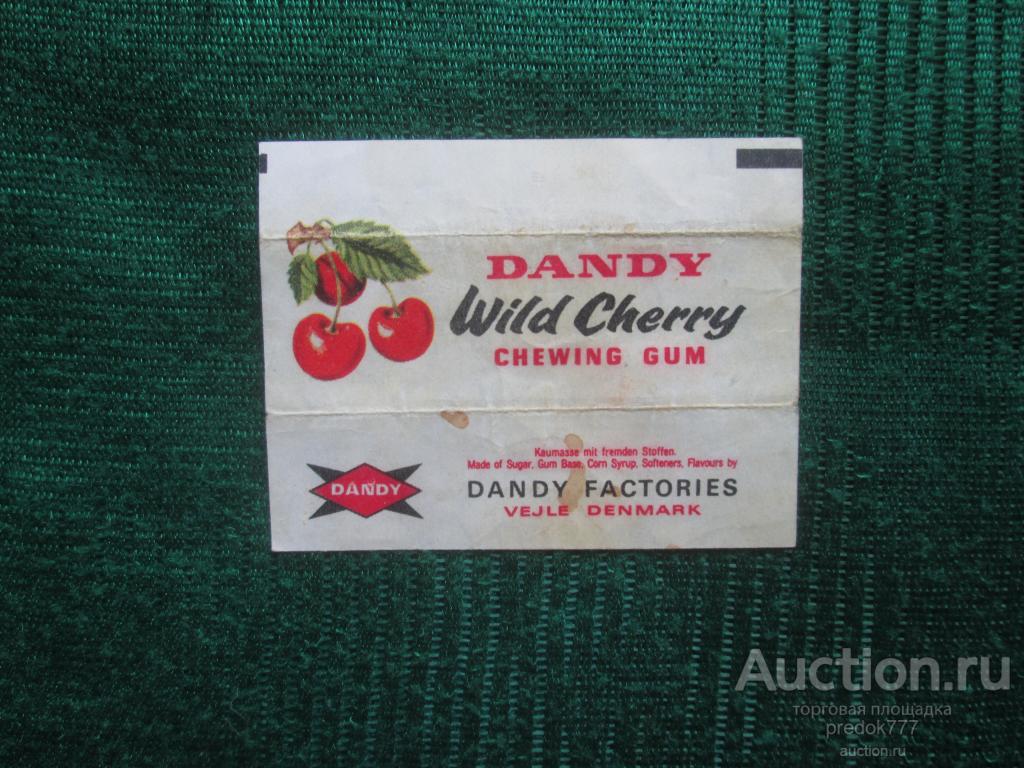 DANDY
Wild Cherry
CHEWING GUM
Kaumasse mit fremden Stoffen.
Made of Sugar, Gum Base, Corn Syrup, Softeners, Flavours by
DANDY
DANDY FACTORIES
VEJLE DENMARK
Auction.ru
торговая площадка
predok777
auction.ru